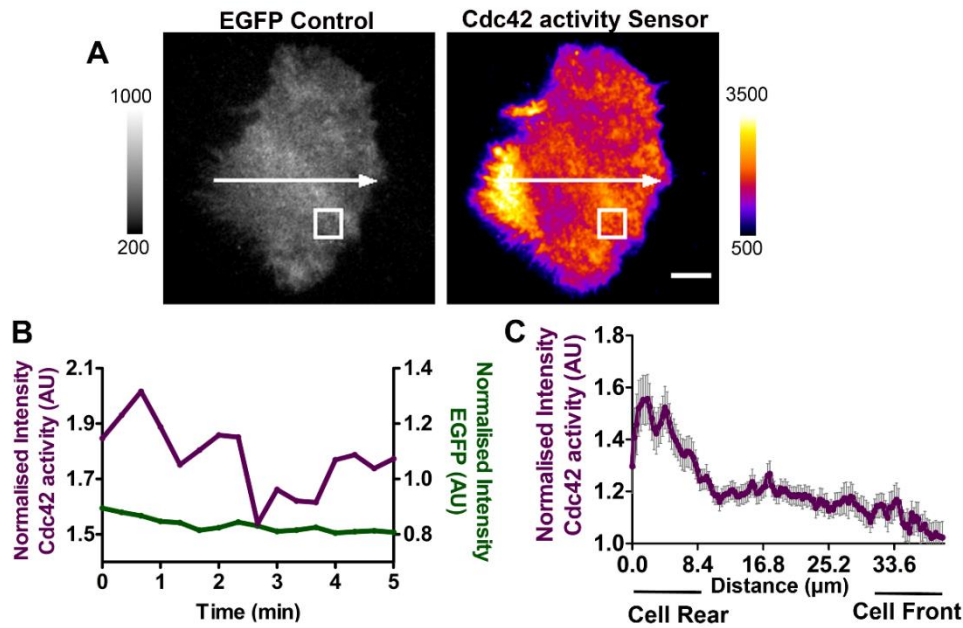 EGFP Control
Cdc42 activity Sensor
A
1000
200
3500
500
B
Normalised Intensity
Cdc42 activity (AU)
2.1
1.9
1.7
1.5
1.4
1.2
1.0
0.8
Normalised Intensity
EGFP (AU)
0
1
2
3
4
5
Time (min)
C
Normalised Intensity
Cdc42 activity (AU)
1.8
1.6
1.4
1.2
1.0
0.0
8.4
16.8
25.2
33.6
Distance (µm)
Cell Rear
Cell Front